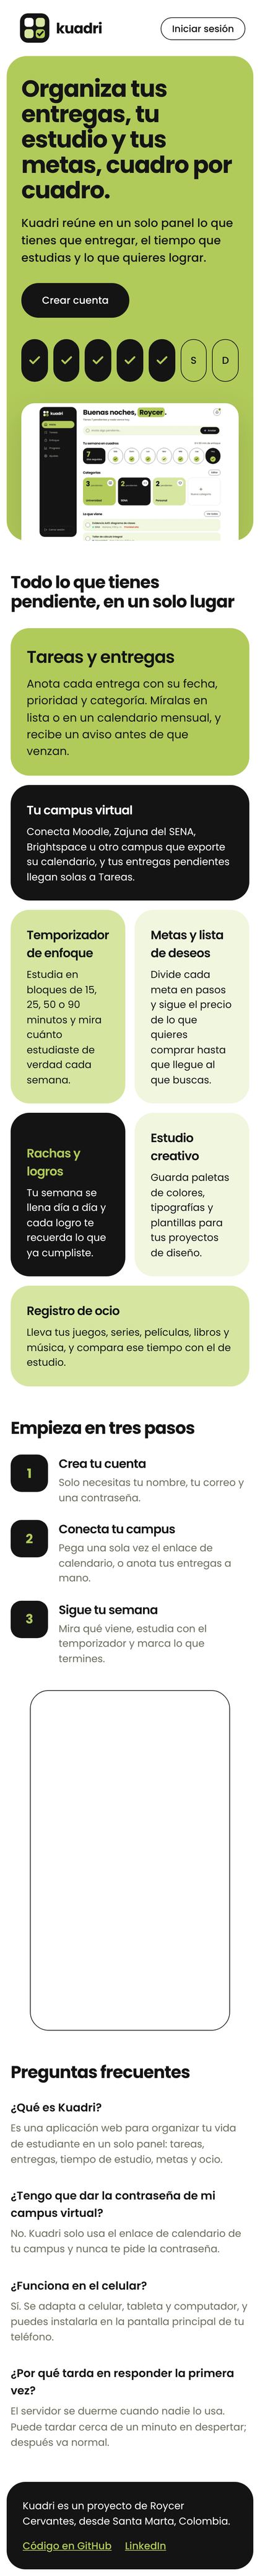 kuadri
Iniciar sesión
Organiza tus
entregas, tu
estudio y tus
metas, cuadro por
cuadro.
Kuadri reúne en un solo panel lo que
tienes que entregar, el tiempo que
estudias y lo que quieres lograr.
Crear cuenta
S D
kuadri
Buenas noches, Roycer.
Tu semana en cuadros
7
Categorías
3
2
2
Universidad
Personal
Lo que viene
Todo lo que tienes
pendiente, en un solo lugar
Tareas y entregas
Anota cada entrega con su fecha,
prioridad y categoría. Míralas en
lista o en un calendario mensual, y
recibe un aviso antes de que
venzan.
Tu campus virtual
Conecta Moodle, Zajuna del SENA,
Brightspace u otro campus que exporte
su calendario, y tus entregas pendientes
llegan solas a Tareas.
Temporizador
de enfoque
Estudia en
bloques de 15,
25, 50 o 90
minutos y mira
cuánto
estudiaste de
verdad cada
semana.
Metas y lista
de deseos
Divide cada
meta en pasos
y sigue el precio
de lo que
quieres
comprar hasta
que llegue al
que buscas.
Rachas y
logros
Tu semana se
llena día a día y
cada logro te
recuerda lo que
ya cumpliste.
Estudio
creativo
Guarda paletas
de colores,
tipografías y
plantillas para
tus proyectos
de diseño.
Registro de ocio
Lleva tus juegos, series, películas, libros y
música, y compara ese tiempo con el de
estudio.
Empieza en tres pasos
1
Crea tu cuenta
Solo necesitas tu nombre, tu correo y
una contraseña.
2
Conecta tu campus
Pega una sola vez el enlace de
calendario, o anota tus entregas a
mano.
3
Sigue tu semana
Mira qué viene, estudia con el
temporizador y marca lo que
termines.
Preguntas frecuentes
¿Qué es Kuadri?
Es una aplicación web para organizar tu vida
de estudiante en un solo panel: tareas,
entregas, tiempo de estudio, metas y ocio.
¿Tengo que dar la contraseña de mi
campus virtual?
No. Kuadri solo usa el enlace de calendario de
tu campus y nunca te pide la contraseña.
¿Funciona en el celular?
Sí. Se adapta a celular, tableta y computador, y
puedes instalarla en la pantalla principal de tu
teléfono.
¿Por qué tarda en responder la primera
vez?
El servidor se duerme cuando nadie lo usa.
Puede tardar cerca de un minuto en despertar;
después va normal.
Kuadri es un proyecto de Roycer
Cervantes, desde Santa Marta, Colombia.
Código en GitHub LinkedIn